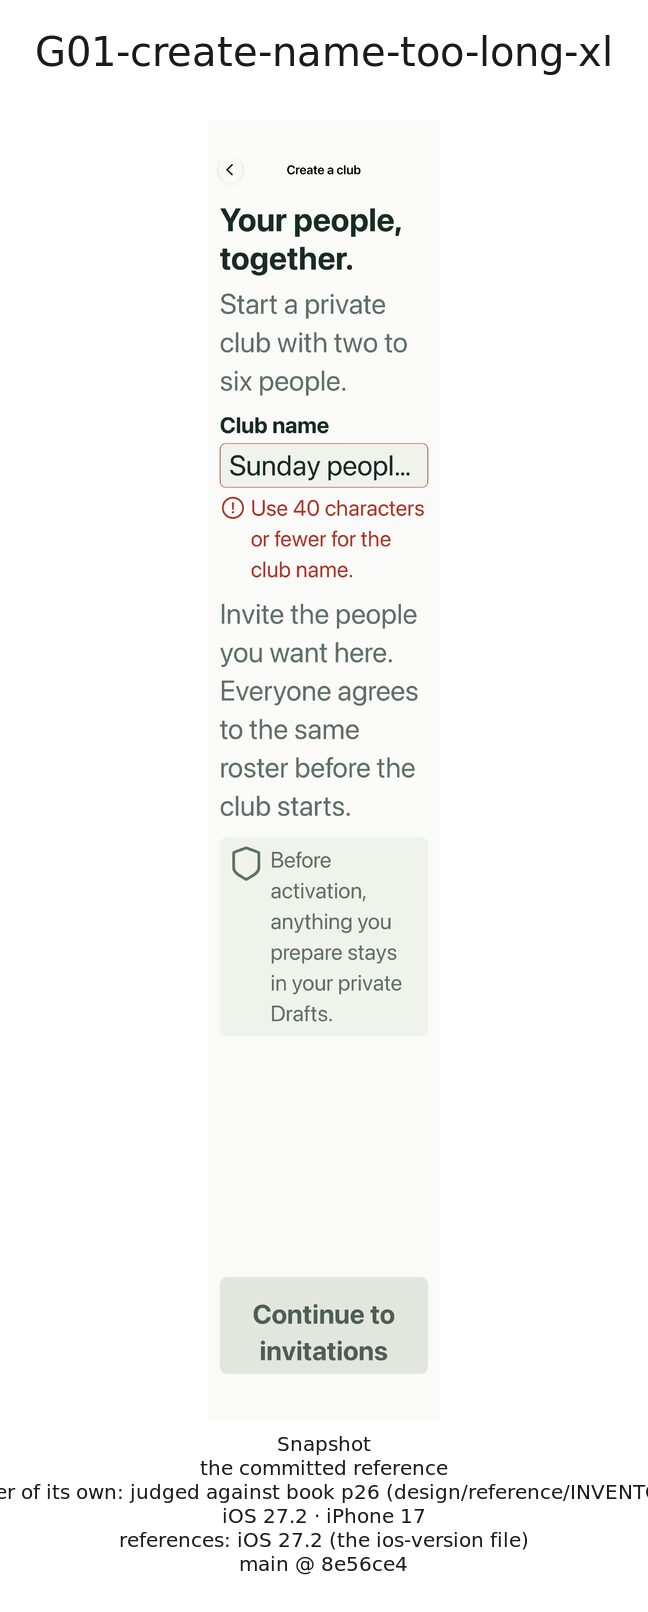 G01-create-name-too-long-xl
Create a club
Your people,
together.
Start a private
club with two to
six people.
Club name
Sunday peopl...
Use 40 characters
or fewer for the
club name.
Invite the people
you want here.
Everyone agrees
to the same
roster before the
club starts.
Before
activation,
anything you
prepare stays
in your private
Drafts.
Continue to
invitations
Snapshot
the committed reference
er of its own: judged against book p26 (design/reference/INVENTO
iOS 27.2 · iPhone 17
references: iOS 27.2 (the ios-version file)
main @ 8e56ce4